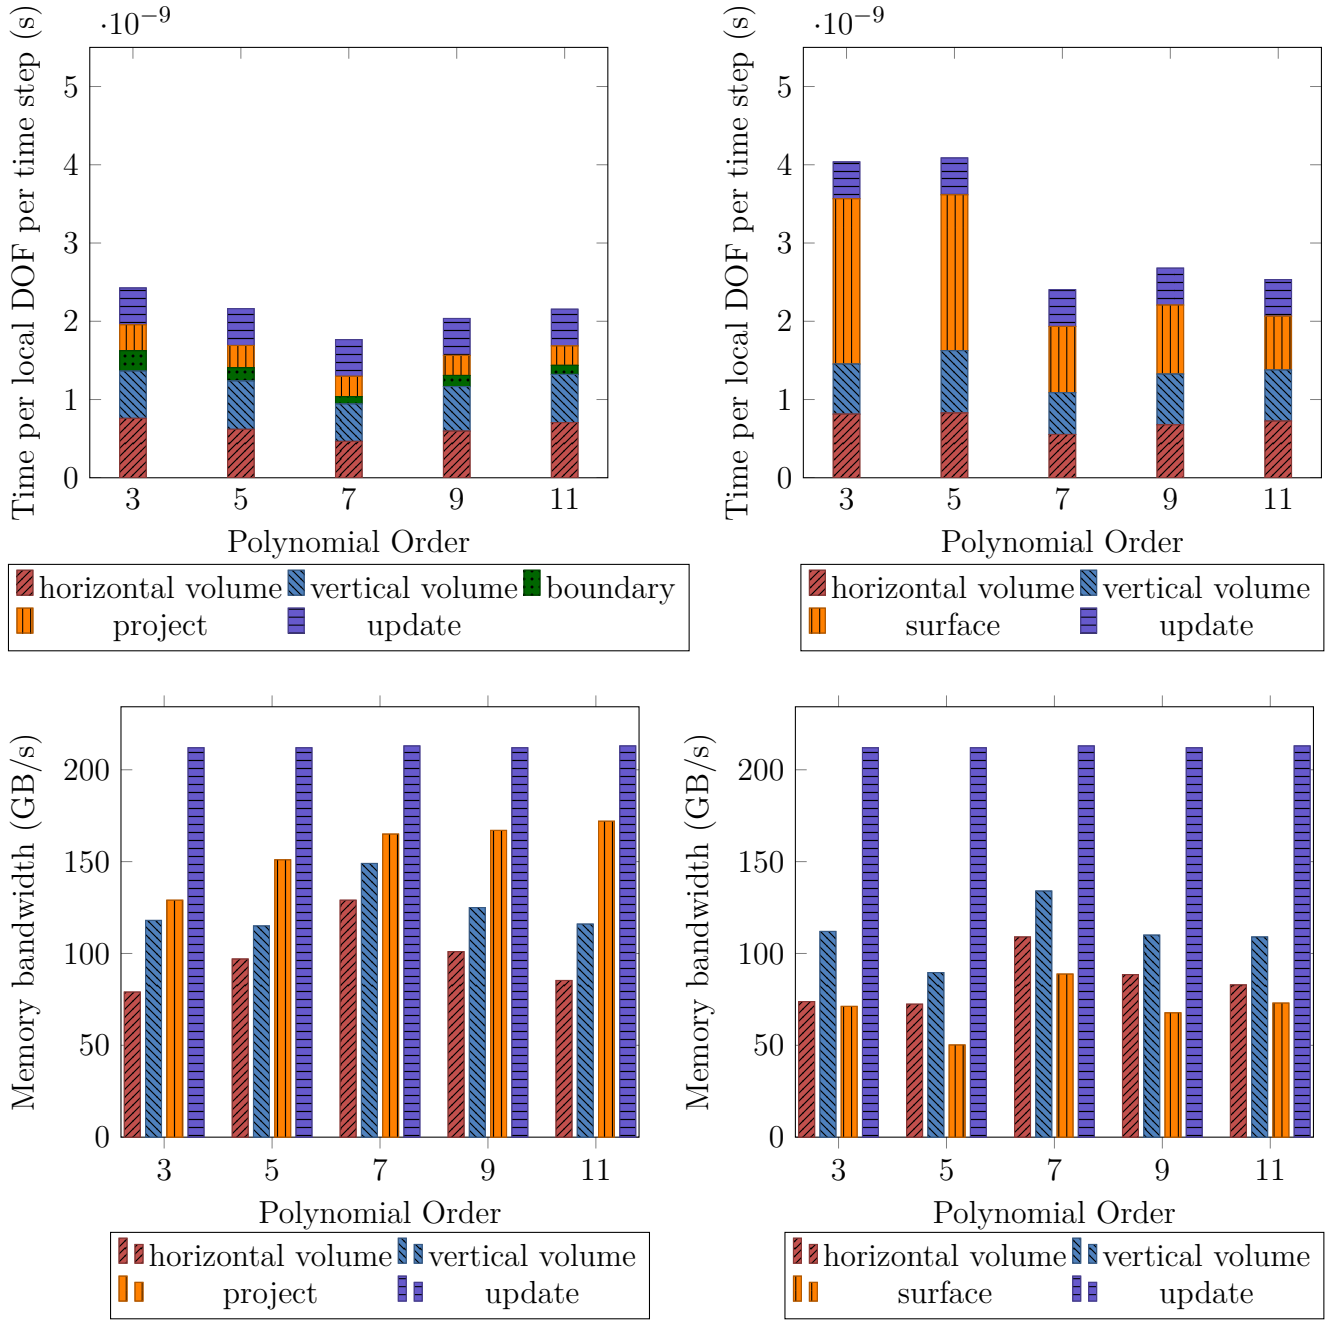 ·10−9
Time per local DOF per time step (s)
5
4
3
2
1
0
3 5 7 9 11
Polynomial Order
horizontal volume vertical volume boundary
project update
·10−9
Time per local DOF per time step (s)
5
4
3
2
1
0
3 5 7 9 11
Polynomial Order
horizontal volume vertical volume
surface update
Memory bandwidth (GB/s)
200
150
100
50
0
3 5 7 9 11
Polynomial Order
horizontal volume vertical volume
project update
Memory bandwidth (GB/s)
200
150
100
50
0
3 5 7 9 11
Polynomial Order
horizontal volume vertical volume
surface update